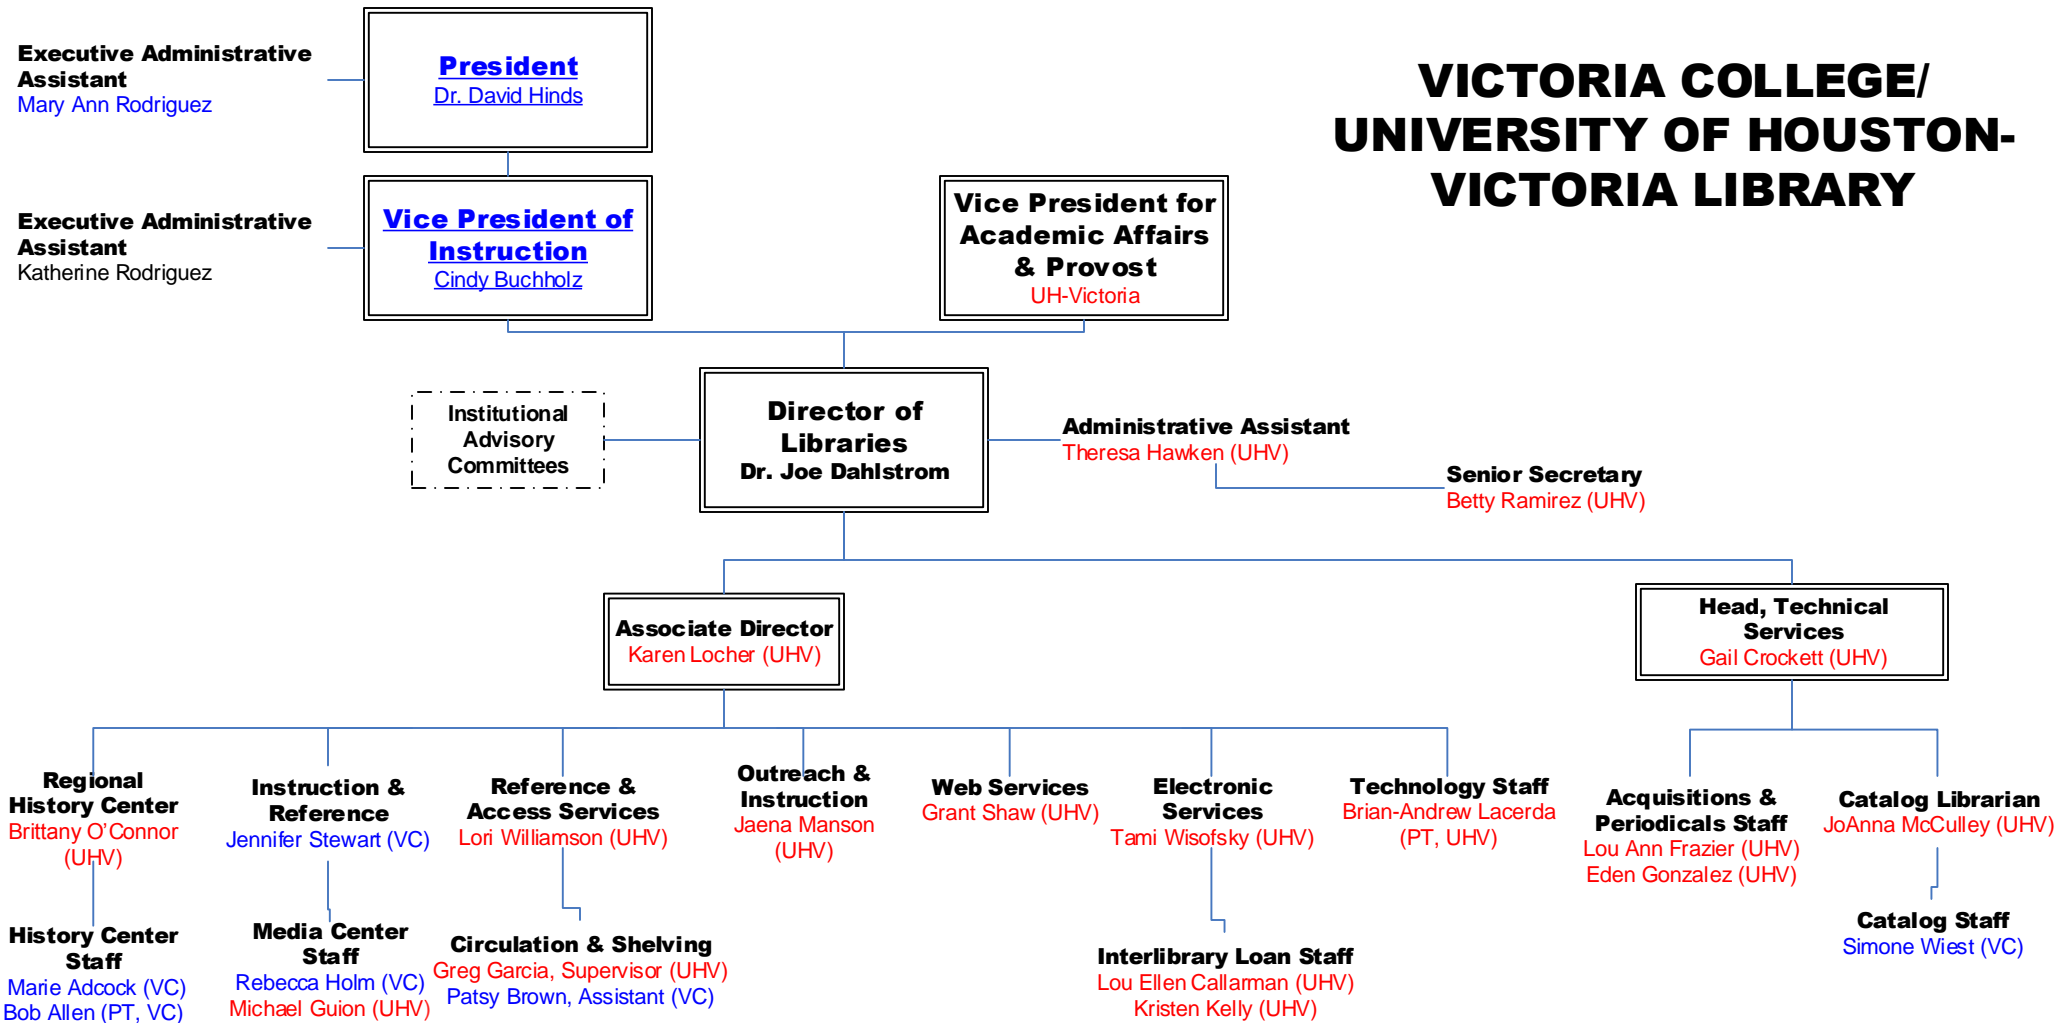 VICTORIA COLLEGE/
UNIVERSITY OF HOUSTON-
VICTORIA LIBRARY
Executive Administrative
Assistant
Mary Ann Rodriguez
President
Dr. David Hinds
Executive Administrative
Assistant
Katherine Rodriguez
Vice President of
Instruction
Cindy Buchholz
Vice President for
Academic Affairs
& Provost
UH-Victoria
Institutional
Advisory
Committees
Director of
Libraries
Dr. Joe Dahlstrom
Administrative Assistant
Theresa Hawken (UHV)
Senior Secretary
Betty Ramirez (UHV)
Associate Director
Karen Locher (UHV)
Head, Technical
Services
Gail Crockett (UHV)
Regional
History Center
Brittany O’Connor
(UHV)
Instruction &
Reference
Jennifer Stewart (VC)
Reference &
Access Services
Lori Williamson (UHV)
Outreach &
Instruction
Jaena Manson
(UHV)
Web Services
Grant Shaw (UHV)
Electronic
Services
Tami Wisofsky (UHV)
Technology Staff
Brian-Andrew Lacerda
(PT, UHV)
Acquisitions &
Periodicals Staff
Lou Ann Frazier (UHV)
Eden Gonzalez (UHV)
Catalog Librarian
JoAnna McCulley (UHV)
History Center
Staff
Marie Adcock (VC)
Bob Allen (PT, VC)
Media Center
Staff
Rebecca Holm (VC)
Michael Guion (UHV)
Circulation & Shelving
Greg Garcia, Supervisor (UHV)
Patsy Brown, Assistant (VC)
Interlibrary Loan Staff
Lou Ellen Callarman (UHV)
Kristen Kelly (UHV)
Catalog Staff
Simone Wiest (VC)